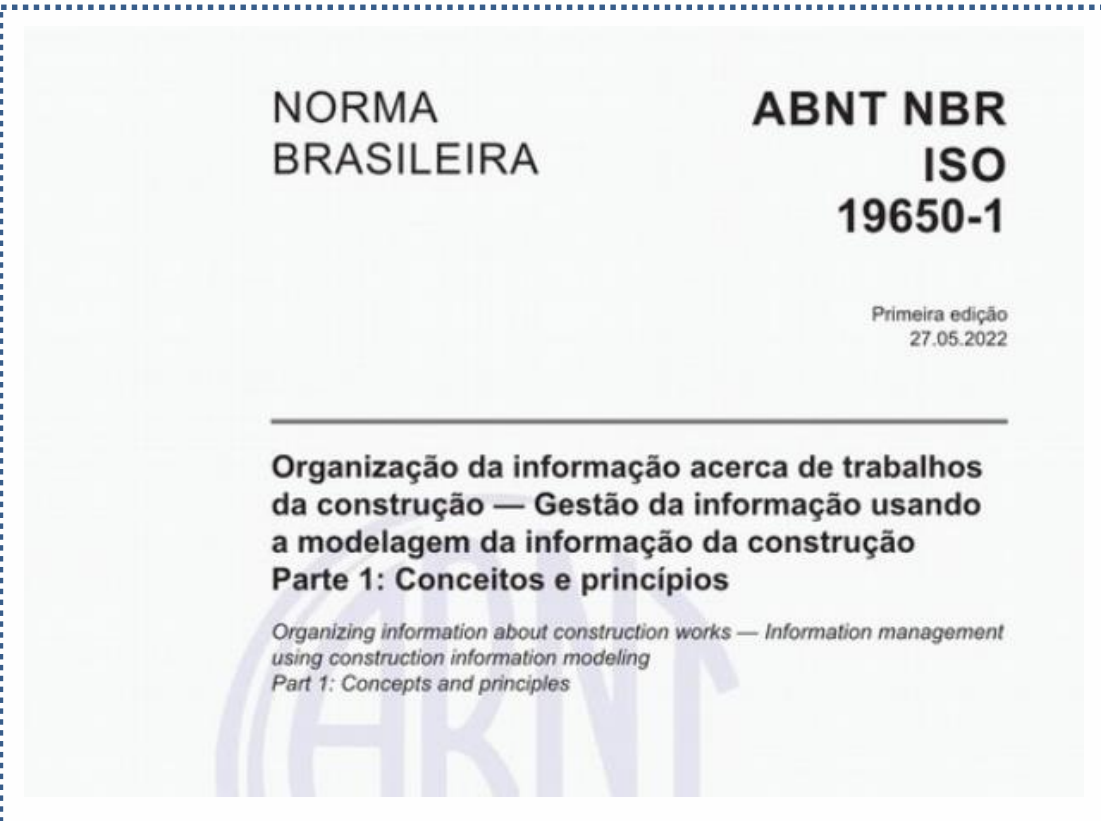 NORMA
BRASILEIRA
ABNT NBR
ISO
19650-1
Primeira edição
27.05.2022
Organização da informação acerca de trabalhos
da construção — Gestão da informação usando
a modelagem da informação da construção
Parte 1: Conceitos e princípios
Organizing information about construction works — Information management
using construction information modeling
Part 1: Concepts and principles
ABNT